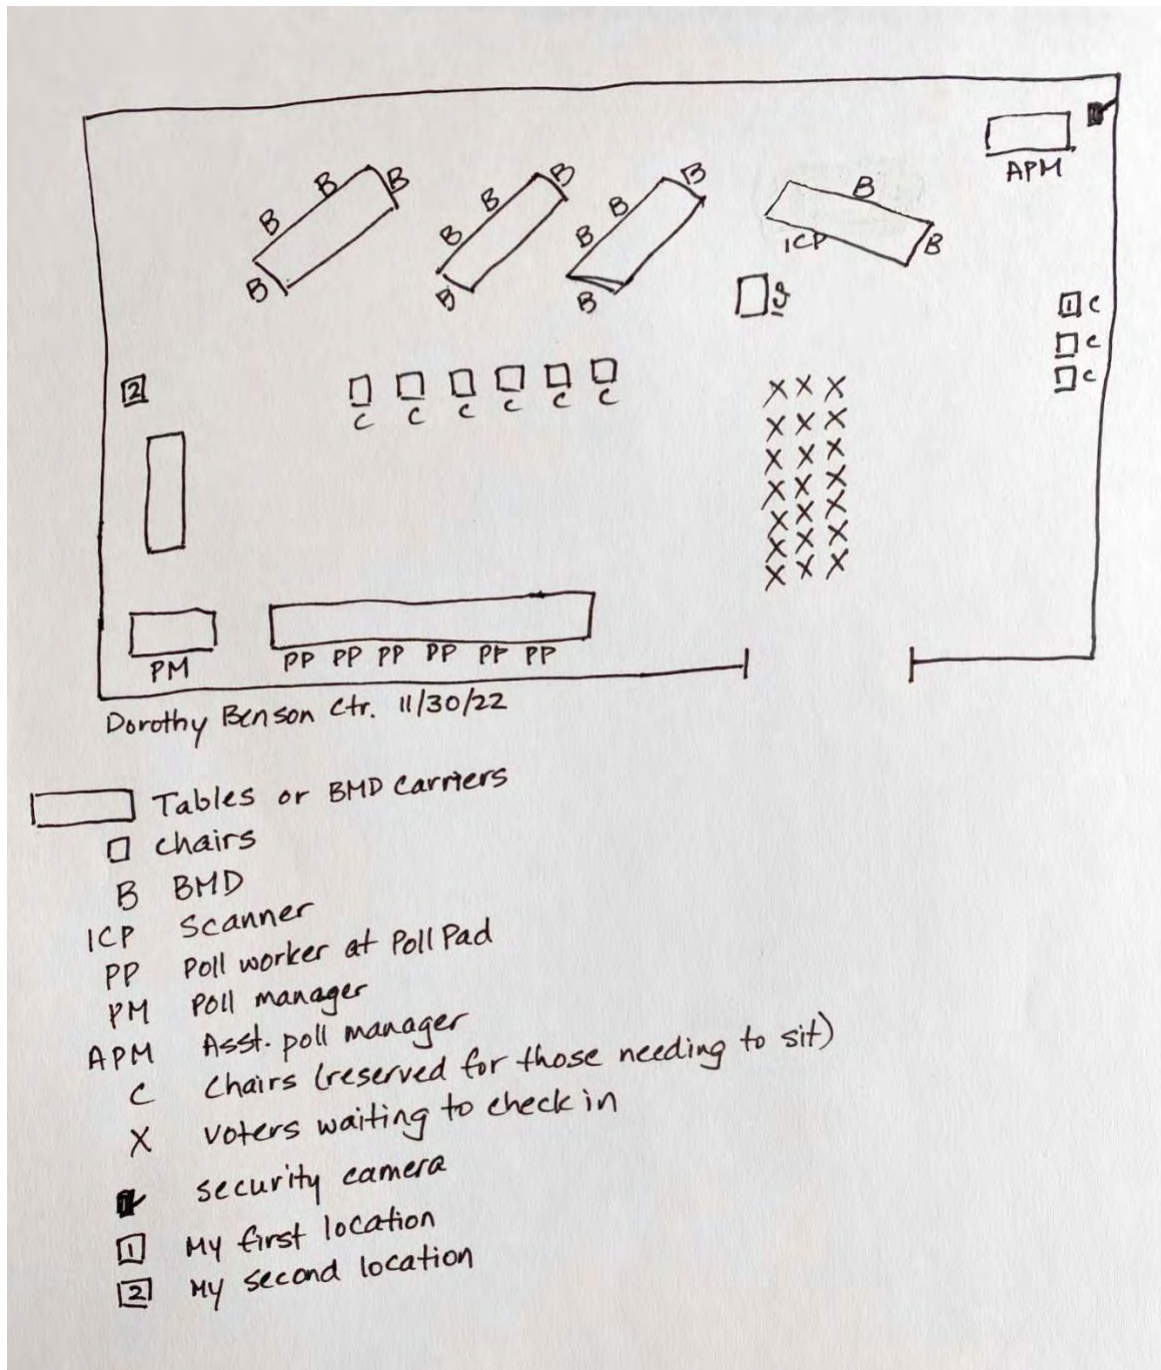 APM
B B B B
B B B B
B B B B
B
ICP
B
1 C
C
C
2
C C C C C C
X X X
X X X
X X X
X X X
X X X
X X X
X X X
PM
PP PP PP PP PP PP
Dorothy Benson Ctr. 11/30/22
Tables or BMD carriers
chairs
B BMD
ICP Scanner
PP Poll worker at Poll Pad
PM Poll manager
APM Asst. poll manager
C Chairs (reserved for those needing to sit)
X Voters waiting to check in
security camera
1 My first location
2 My second location